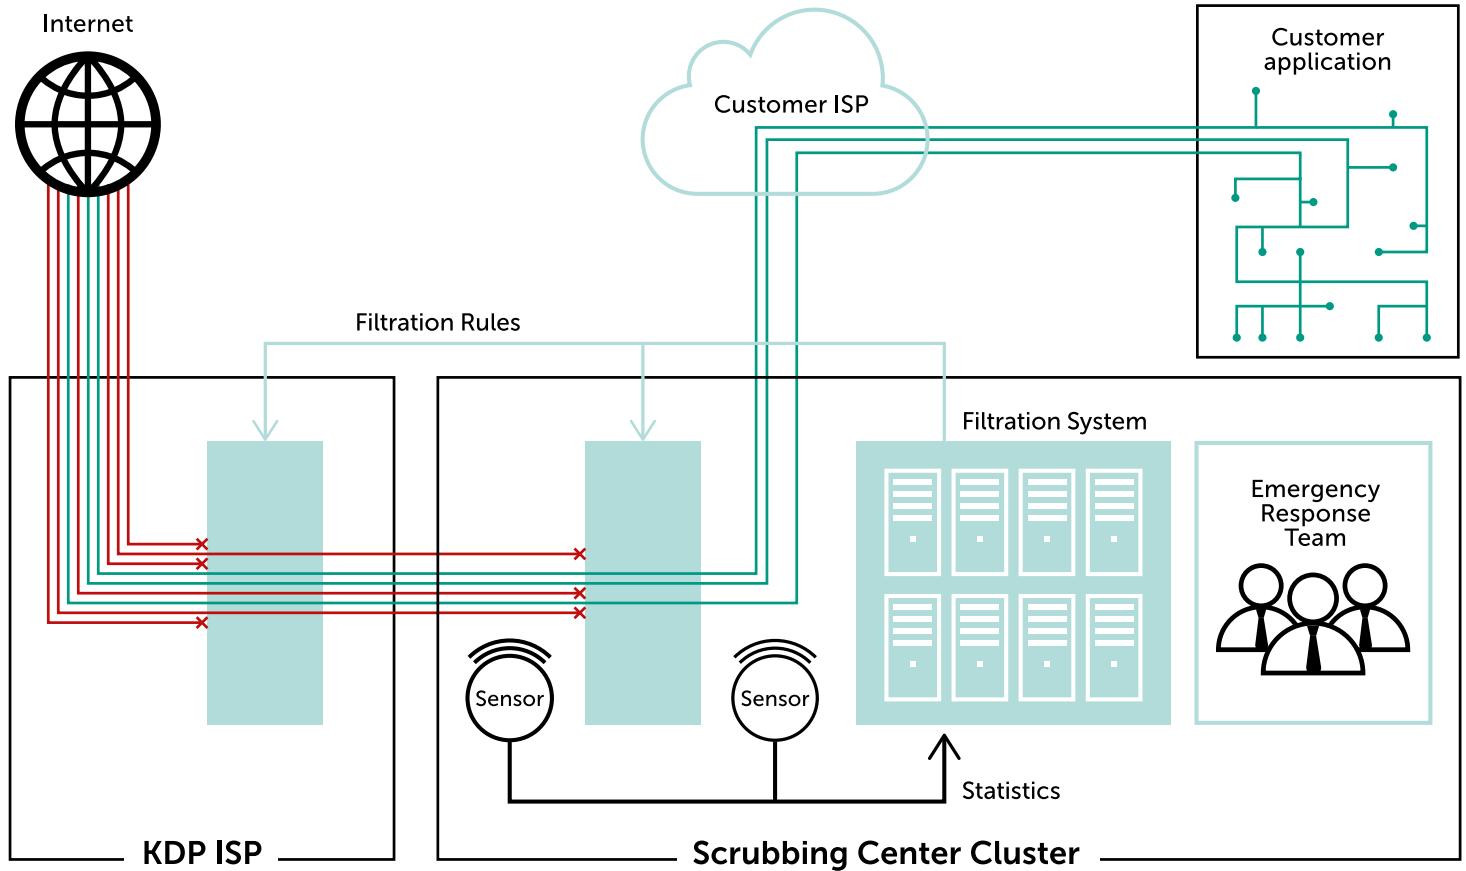 Internet
Customer ISP
Customer
application
Filtration Rules
Filtration System
Emergency
Response
Team
Sensor
Sensor
Statistics
KDP ISP
Scrubbing Center Cluster